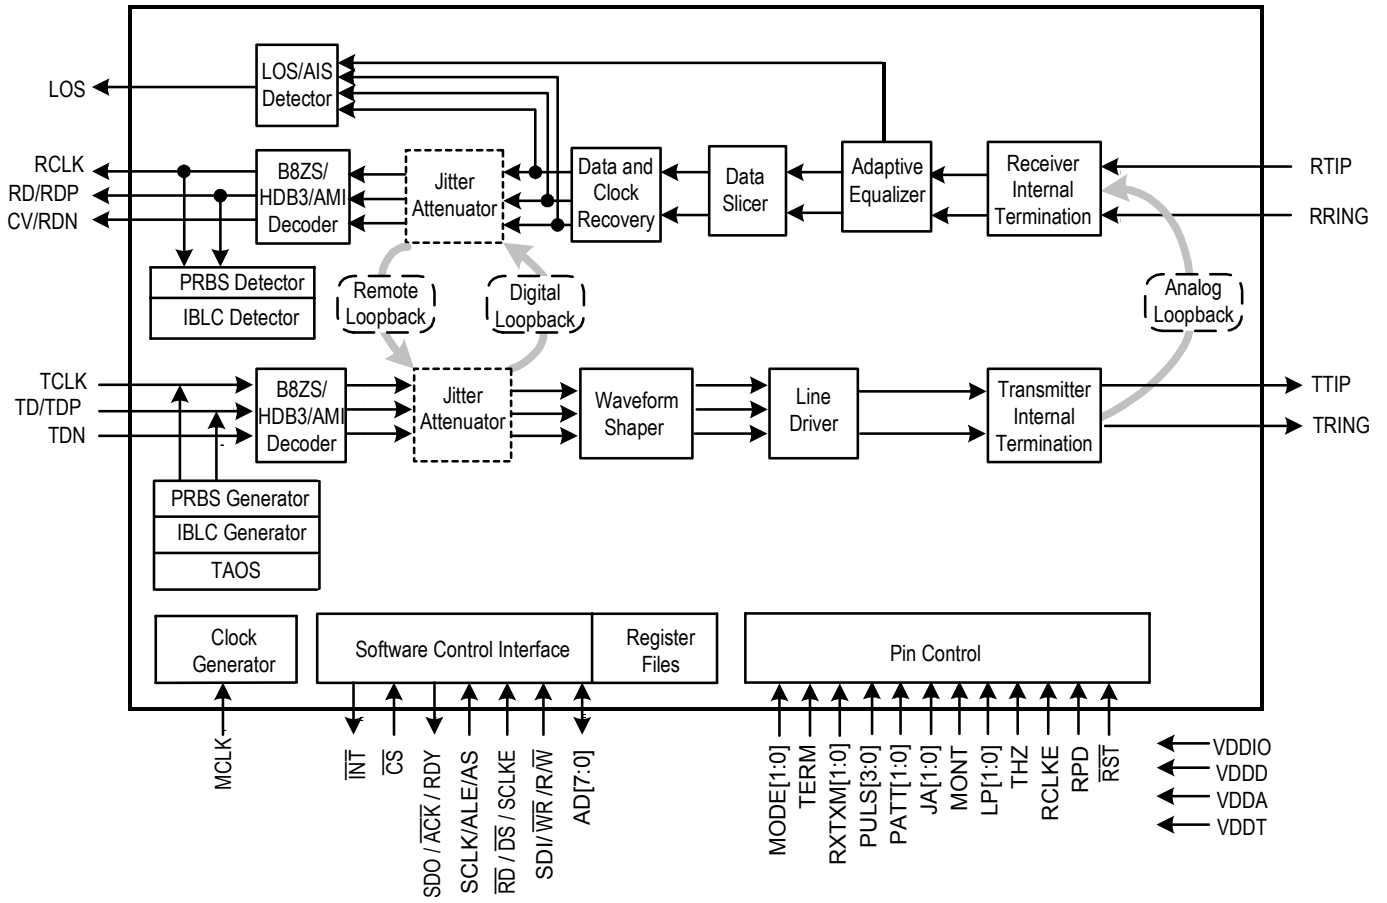 LOS
LOS/AIS
Detector
RCLK
RD/RDP
CV/RDN
B8ZS/
HDB3/AMI
Decoder
Jitter
Attenuator
Data and
Clock
Recovery
Data
Slicer
Adaptive
Equalizer
Receiver
Internal
Termination
RTIP
RRING
PRBS Detector
IBLC Detector
Remote
Loopback
Digital
Loopback
Analog
Loopback
TCLK
TD/TDP
TDN
B8ZS/
HDB3/AMI
Decoder
Jitter
Attenuator
Waveform
Shaper
Line
Driver
Transmitter
Internal
Termination
TTIP
TRING
PRBS Generator
IBLC Generator
TAOS
Clock
Generator
Software Control Interface
Register
Files
Pin Control
MCLK
INT
CS
SDO / ACK / RDY
SCLK/ALE/AS
RD / DS / SCLKE
SDI/ WR /R/W
AD[7:0]
MODE[1:0]
TERM
RXTXM[1:0]
PULS[3:0]
PATT[1:0]
JA[1:0]
MONT
LP[1:0]
THZ
RCLKE
RPD
RST
VDDIO
VDDD
VDDA
VDDT